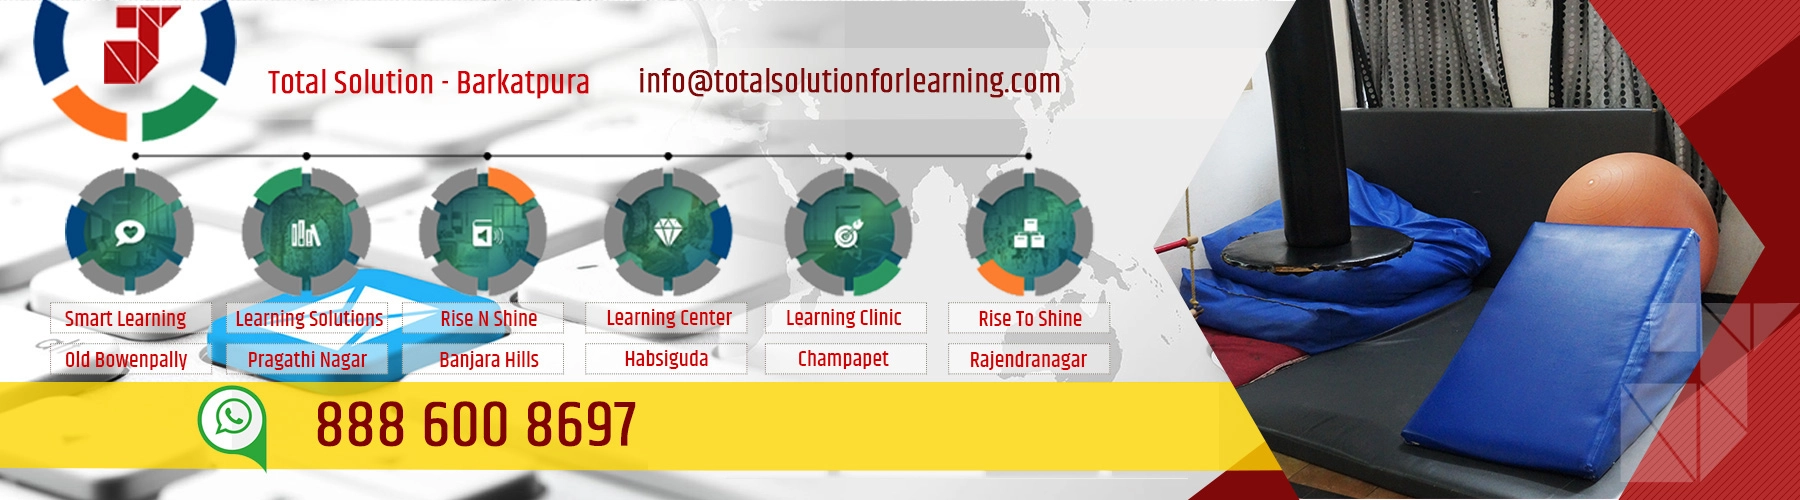 Total Solution - Barkatpura
info@totalsolutionforlearning.com
Smart Learning
Old Bowenpally
Learning Solutions
Pragathi Nagar
Rise N Shine
Banjara Hills
Learning Center
Habsiguda
Learning Clinic
Champapet
Rise To Shine
Rajendranagar
888 600 8697